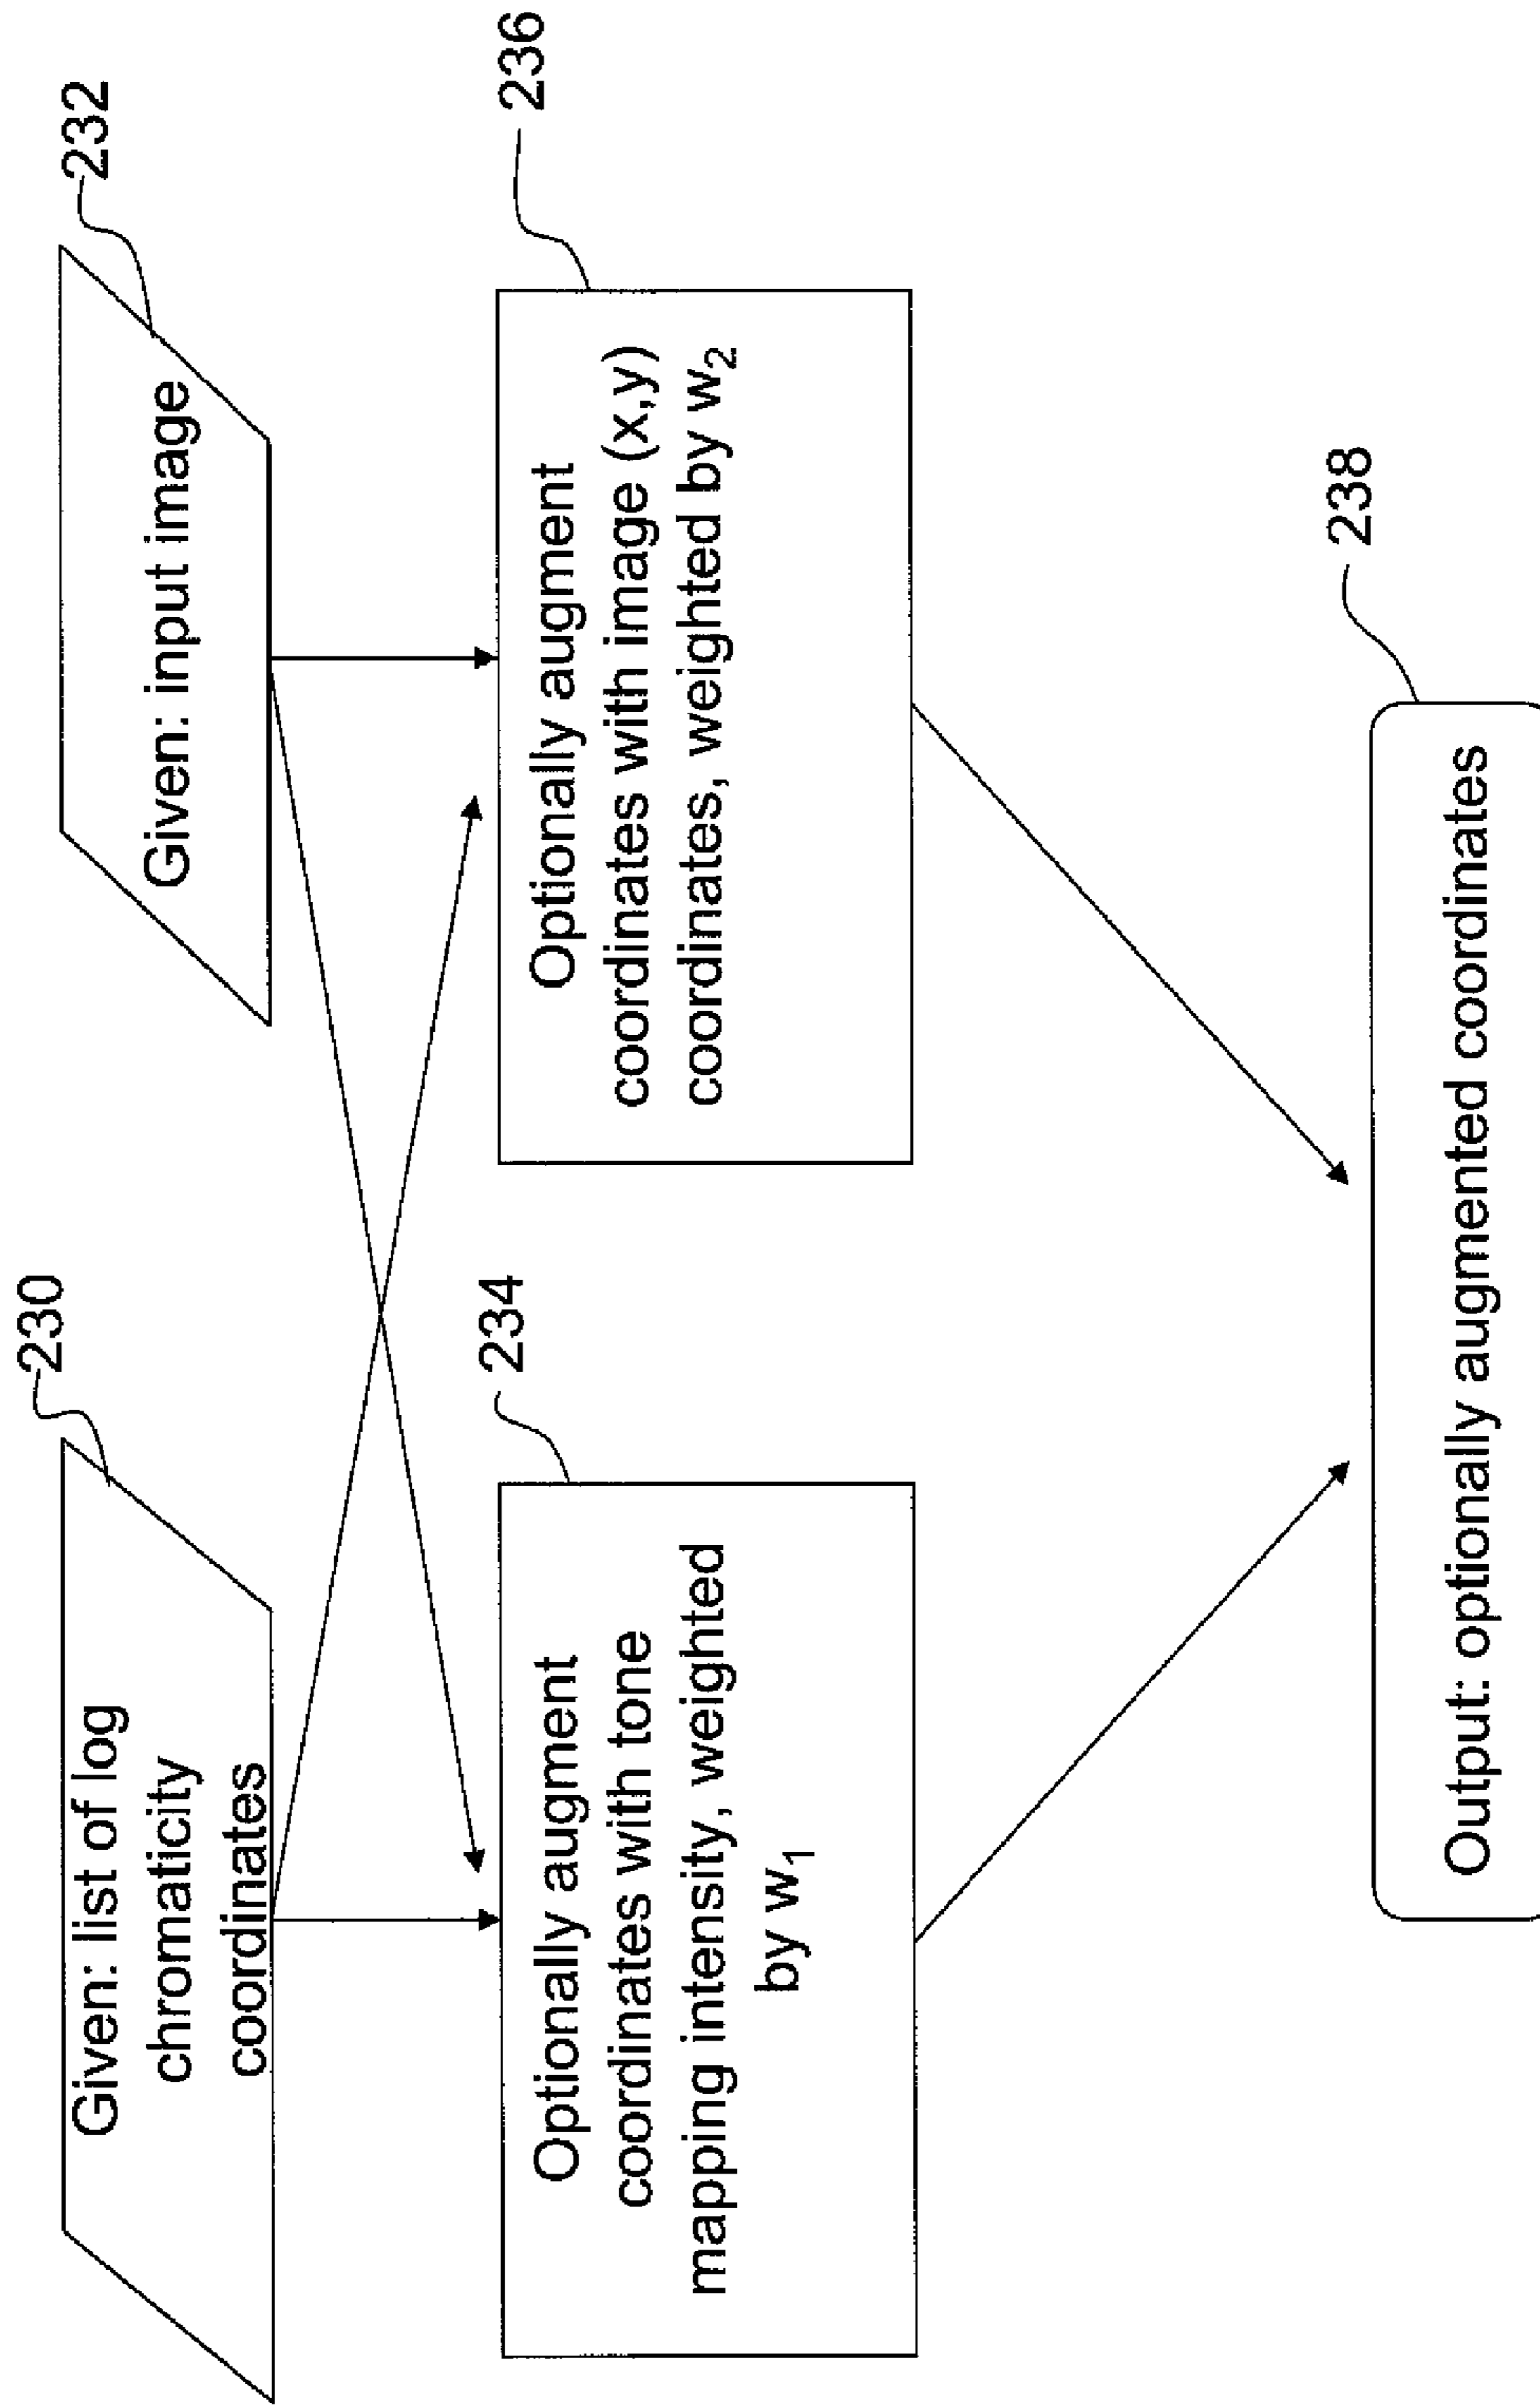 230
Given: list of log
chromaticity
coordinates
232
Given: input image
234
Optionally augment
coordinates with tone
mapping intensity, weighted
by w₁
236
Optionally augment
coordinates with image (x,y)
coordinates, weighted by w₂
238
Output: optionally augmented coordinates